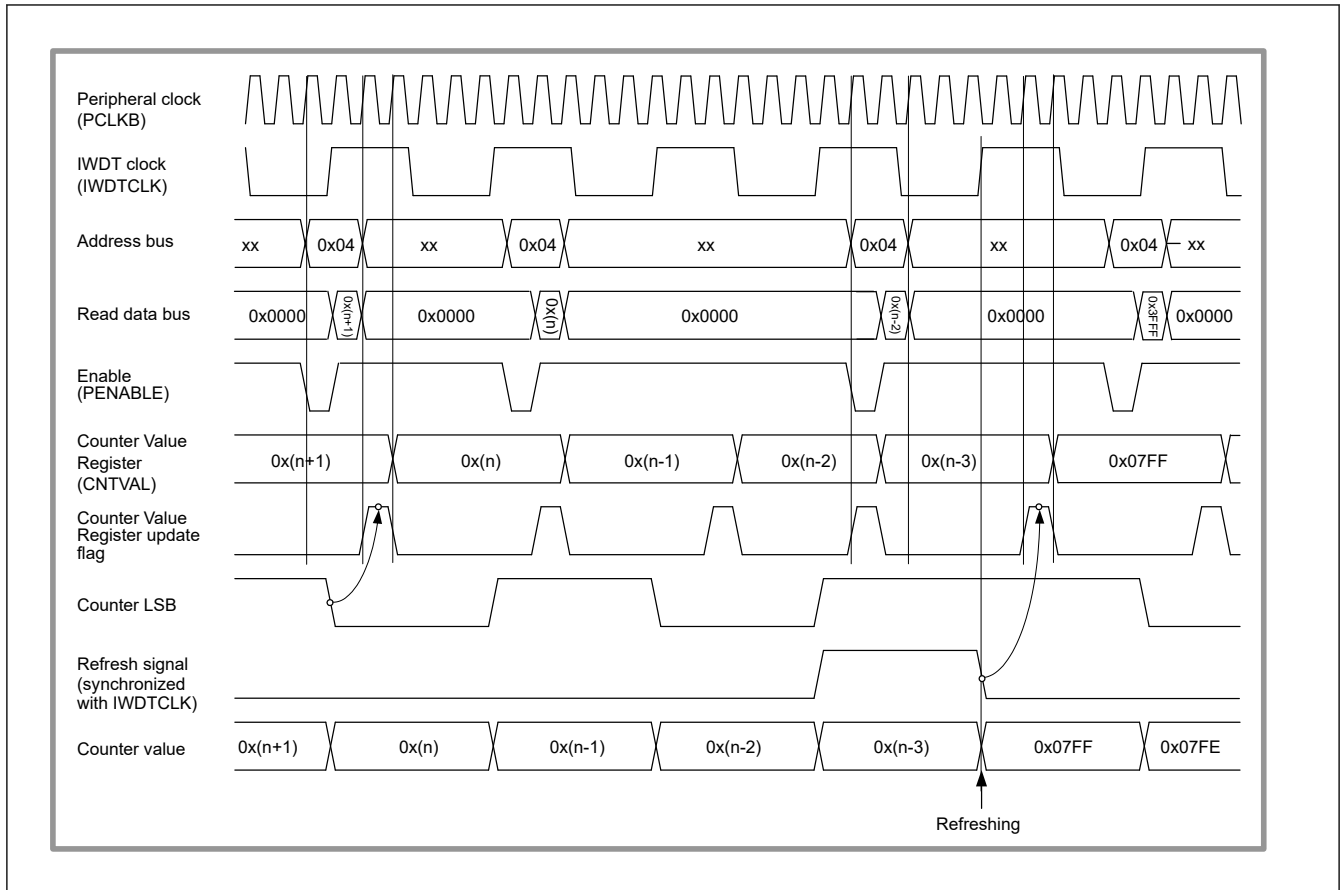 Peripheral clock
(PCLKB)
IWDT clock
(IWDTCLK)
Address bus
xx 0x04 xx 0x04 xx 0x04 xx 0x04 xx
Read data bus
0x0000 0x(n+1) 0x0000 0x(n) 0x0000 0x(n-2) 0x0000 0x3FFF 0x0000
Enable
(PENABLE)
Counter Value
Register
(CNTVAL)
0x(n+1) 0x(n) 0x(n-1) 0x(n-2) 0x(n-3) 0x07FF
Counter Value
Register update
flag
Counter LSB
Refresh signal
(synchronized
with IWDTCLK)
Counter value
0x(n+1) 0x(n) 0x(n-1) 0x(n-2) 0x(n-3) 0x07FF 0x07FE
Refreshing